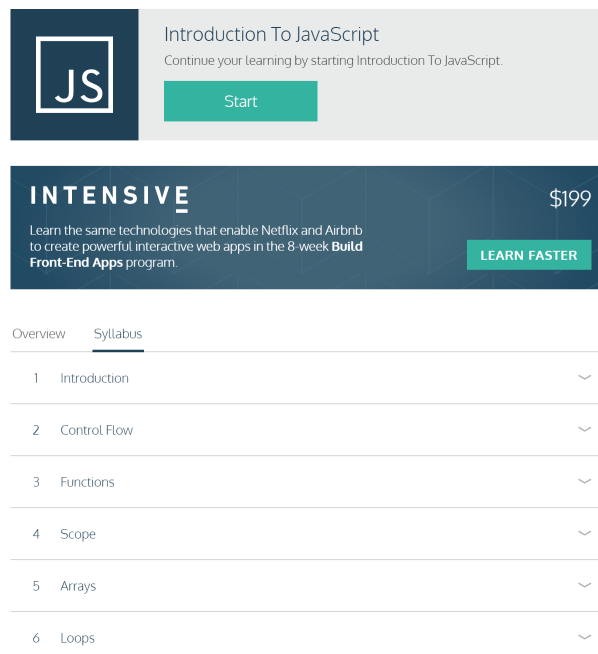 JS
Introduction To JavaScript
Continue your learning by starting Introduction To JavaScript.
Start
INTENSIVE
$199
Learn the same technologies that enable Netflix and Airbnb
to create powerful interactive web apps in the 8-week Build
Front-End Apps program.
LEARN FASTER
Overview Syllabus
1 Introduction
2 Control Flow
3 Functions
4 Scope
5 Arrays
6 Loops